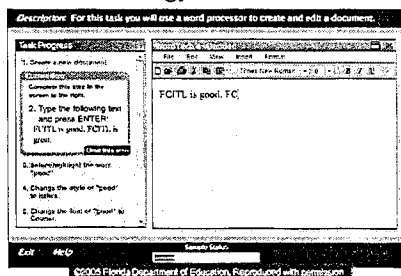 Description: For this task you will use a word processor to create and edit a document.
Task Progress
1. Create a new document
Complete this step in the
screen to the right.
2. Type the following text
and press ENTER:
FCITL is good. FCITL is
great.
3. Select/highlight the word
"good"
4. Change the style of "good"
to italics.
5. Change the font of "good" to
Courier.
File Edit View Insert Format
Times New Roman
FCITL is good. FC
Exit Help
Sample Status
©2005 Florida Department of Education, Reproduced with permission